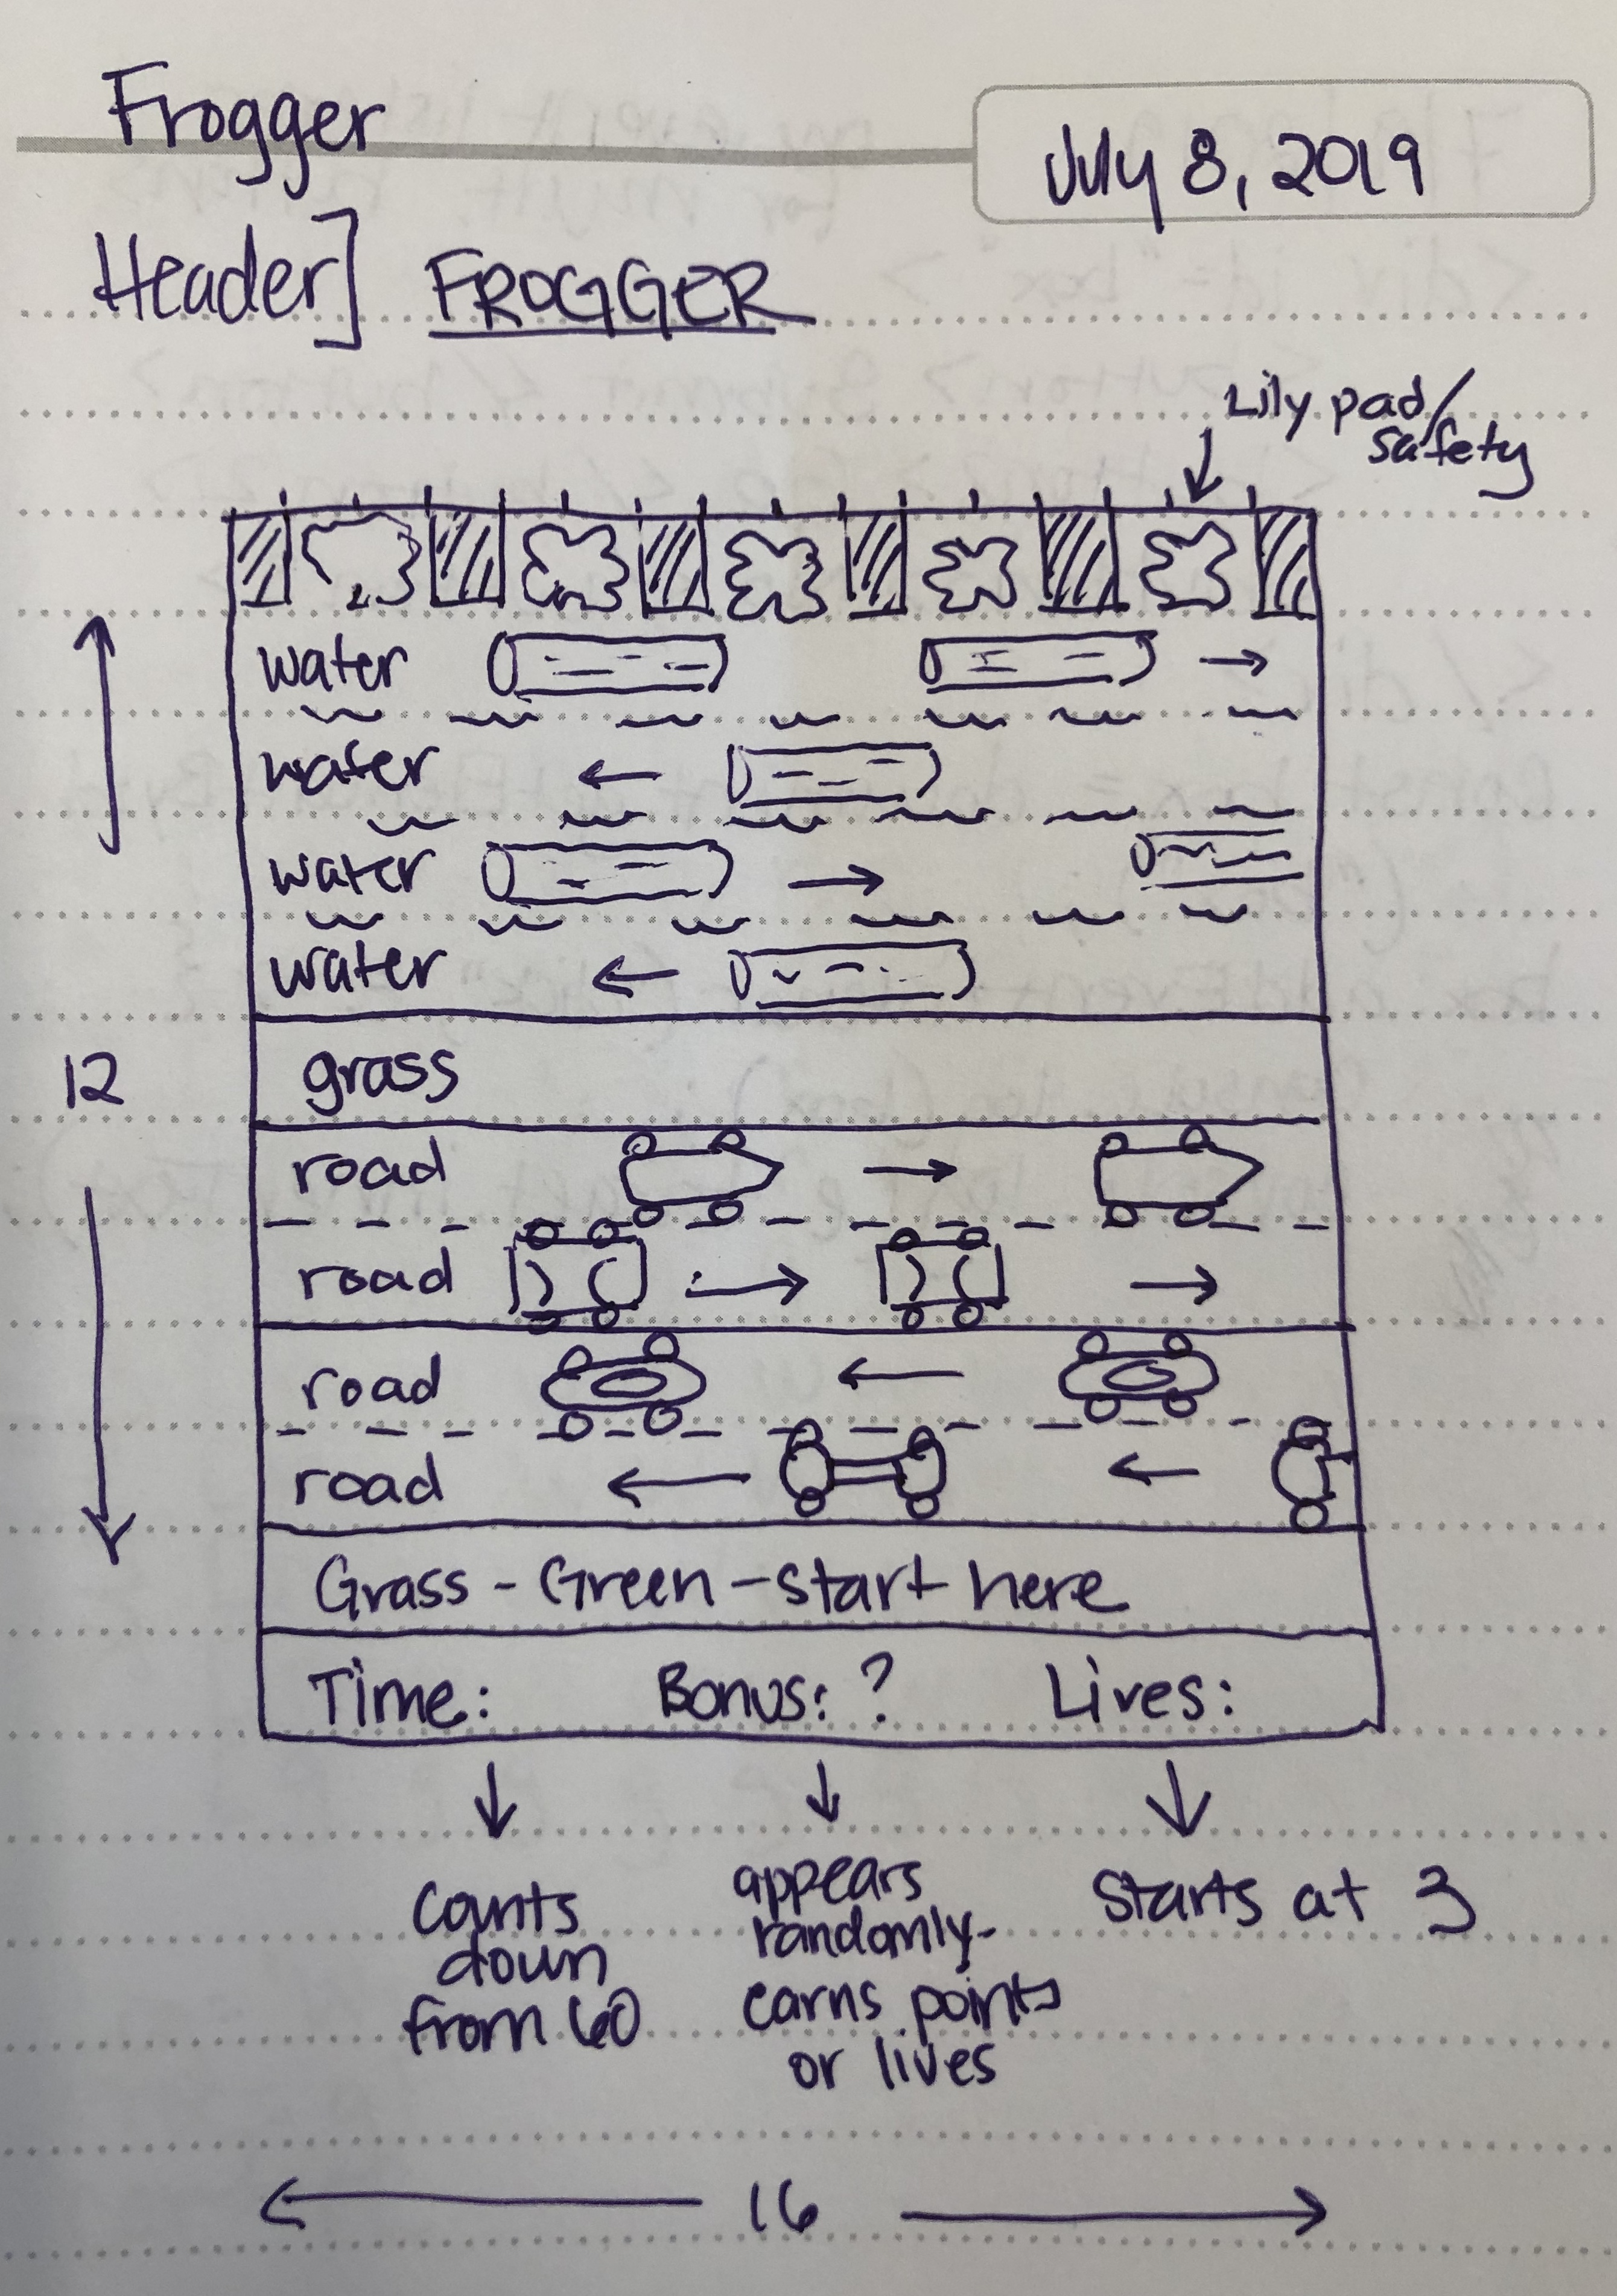 Frogger
July 8, 2019
Header] FROGGER
Lily pad/
safety
water
water
water
water
12
grass
road
road
road
road
Grass - Green - start here
Time: Bonus: ? Lives:
Counts
down
from 60
appears
randomly-
earns points
or lives
Starts at 3
16